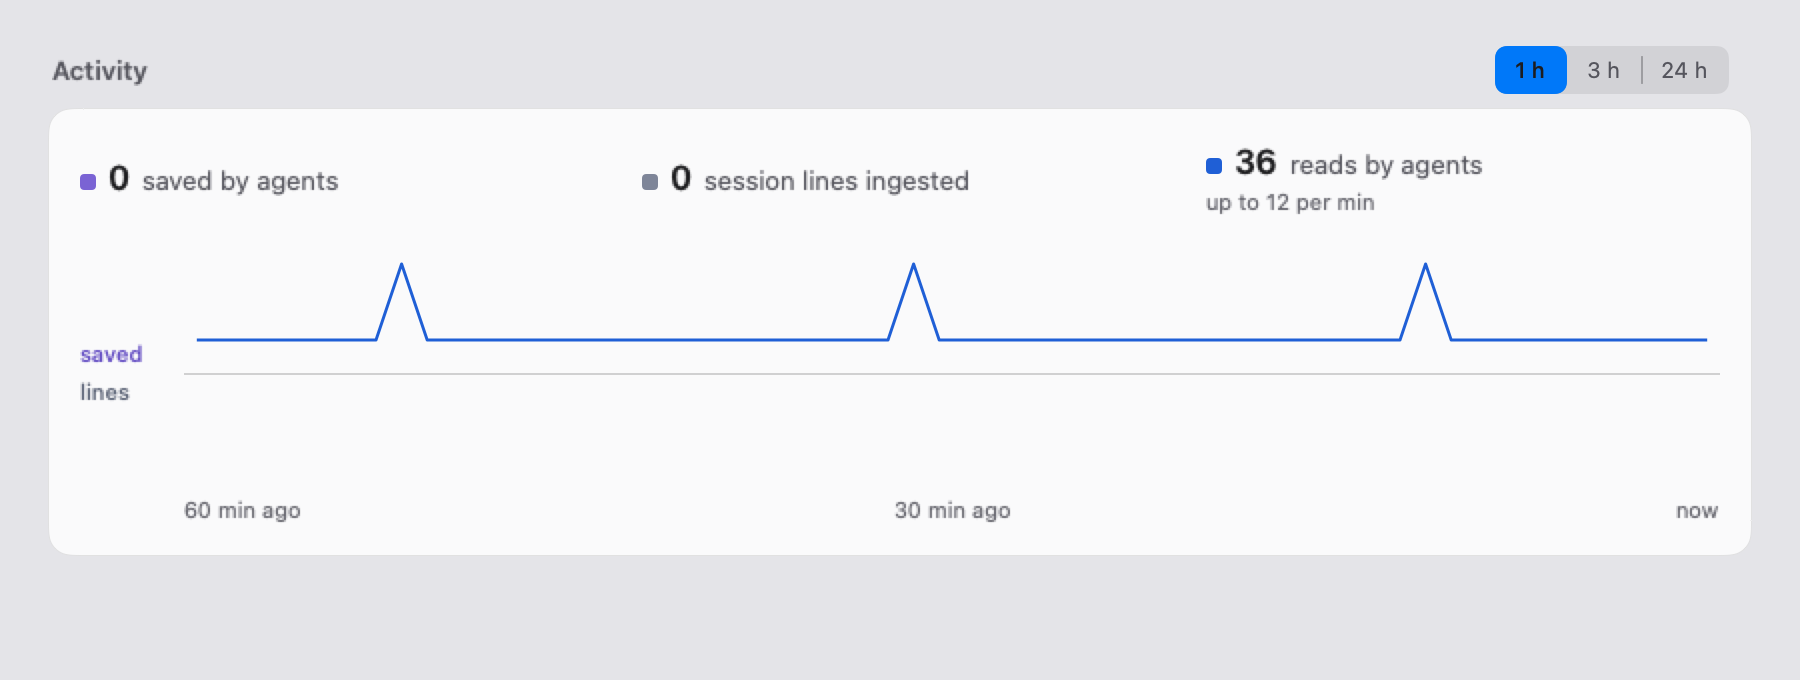 Activity
1 h
3 h
24 h
0 saved by agents
0 session lines ingested
36 reads by agents
up to 12 per min
saved
lines
60 min ago
30 min ago
now